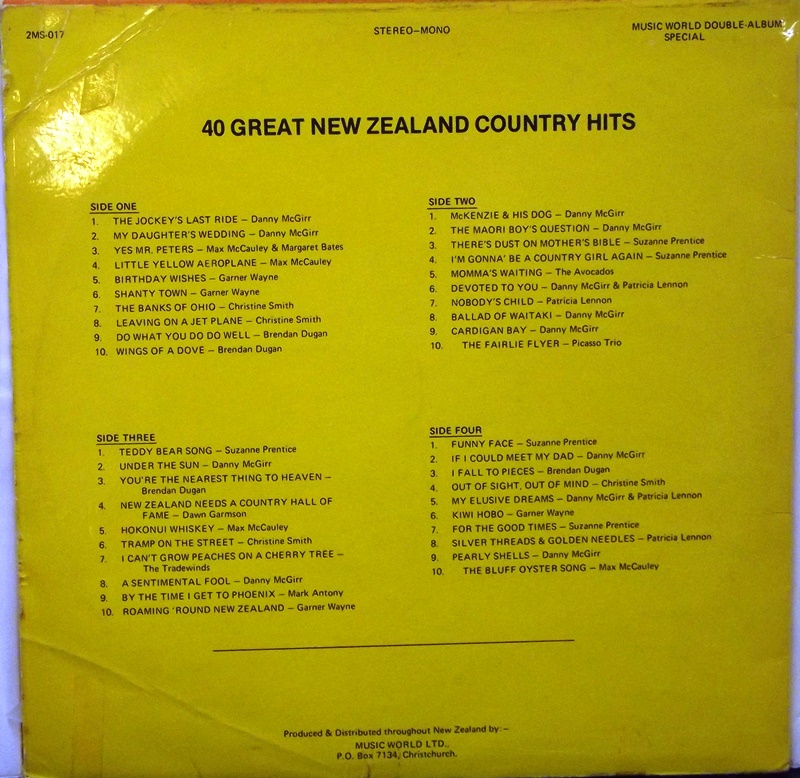 2MS-017
STEREO–MONO
MUSIC WORLD DOUBLE-ALBUM
SPECIAL
40 GREAT NEW ZEALAND COUNTRY HITS
SIDE ONE
1. THE JOCKEY'S LAST RIDE – Danny McGirr
2. MY DAUGHTER'S WEDDING – Danny McGirr
3. YES MR. PETERS – Max McCauley & Margaret Bates
4. LITTLE YELLOW AEROPLANE – Max McCauley
5. BIRTHDAY WISHES – Garner Wayne
6. SHANTY TOWN – Garner Wayne
7. THE BANKS OF OHIO – Christine Smith
8. LEAVING ON A JET PLANE – Christine Smith
9. DO WHAT YOU DO DO WELL – Brendan Dugan
10. WINGS OF A DOVE – Brendan Dugan
SIDE TWO
1. McKENZIE & HIS DOG – Danny McGirr
2. THE MAORI BOY'S QUESTION – Danny McGirr
3. THERE'S DUST ON MOTHER'S BIBLE – Suzanne Prentice
4. I'M GONNA' BE A COUNTRY GIRL AGAIN – Suzanne Prentice
5. MOMMA'S WAITING – The Avocados
6. DEVOTED TO YOU – Danny McGirr & Patricia Lennon
7. NOBODY'S CHILD – Patricia Lennon
8. BALLAD OF WAITAKI – Danny McGirr
9. CARDIGAN BAY – Danny McGirr
10. THE FAIRLIE FLYER – Picasso Trio
SIDE THREE
1. TEDDY BEAR SONG – Suzanne Prentice
2. UNDER THE SUN – Danny McGirr
3. YOU'RE THE NEAREST THING TO HEAVEN –
Brendan Dugan
4. NEW ZEALAND NEEDS A COUNTRY HALL OF
FAME – Dawn Garmson
5. HOKONUI WHISKEY – Max McCauley
6. TRAMP ON THE STREET – Christine Smith
7. I CAN'T GROW PEACHES ON A CHERRY TREE –
The Tradewinds
8. A SENTIMENTAL FOOL – Danny McGirr
9. BY THE TIME I GET TO PHOENIX – Mark Antony
10. ROAMING 'ROUND NEW ZEALAND – Garner Wayne
SIDE FOUR
1. FUNNY FACE – Suzanne Prentice
2. IF I COULD MEET MY DAD – Danny McGirr
3. I FALL TO PIECES – Brendan Dugan
4. OUT OF SIGHT, OUT OF MIND – Christine Smith
5. MY ELUSIVE DREAMS – Danny McGirr & Patricia Lennon
6. KIWI HOBO – Garner Wayne
7. FOR THE GOOD TIMES – Suzanne Prentice
8. SILVER THREADS & GOLDEN NEEDLES – Patricia Lennon
9. PEARLY SHELLS – Danny McGirr
10. THE BLUFF OYSTER SONG – Max McCauley
Produced & Distributed throughout New Zealand by:–
MUSIC WORLD LTD.,
P.O. Box 7134, Christchurch.